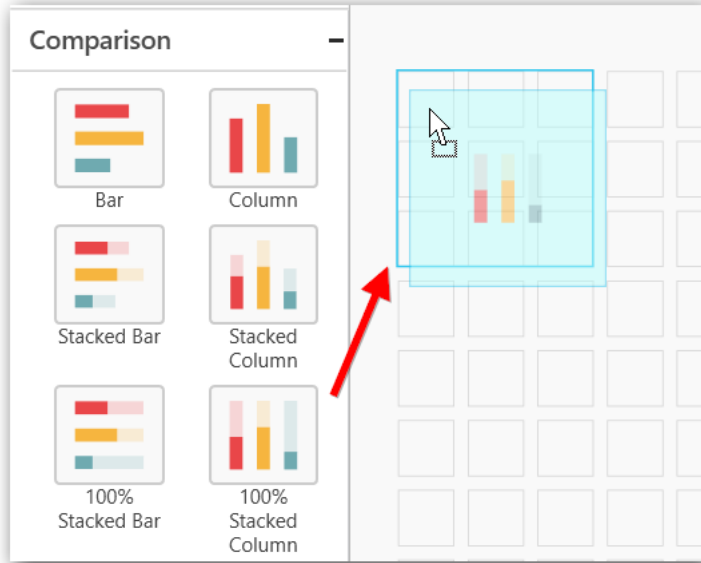 Comparison
Bar
Column
Stacked Bar
Stacked
Column
100%
Stacked Bar
100%
Stacked
Column